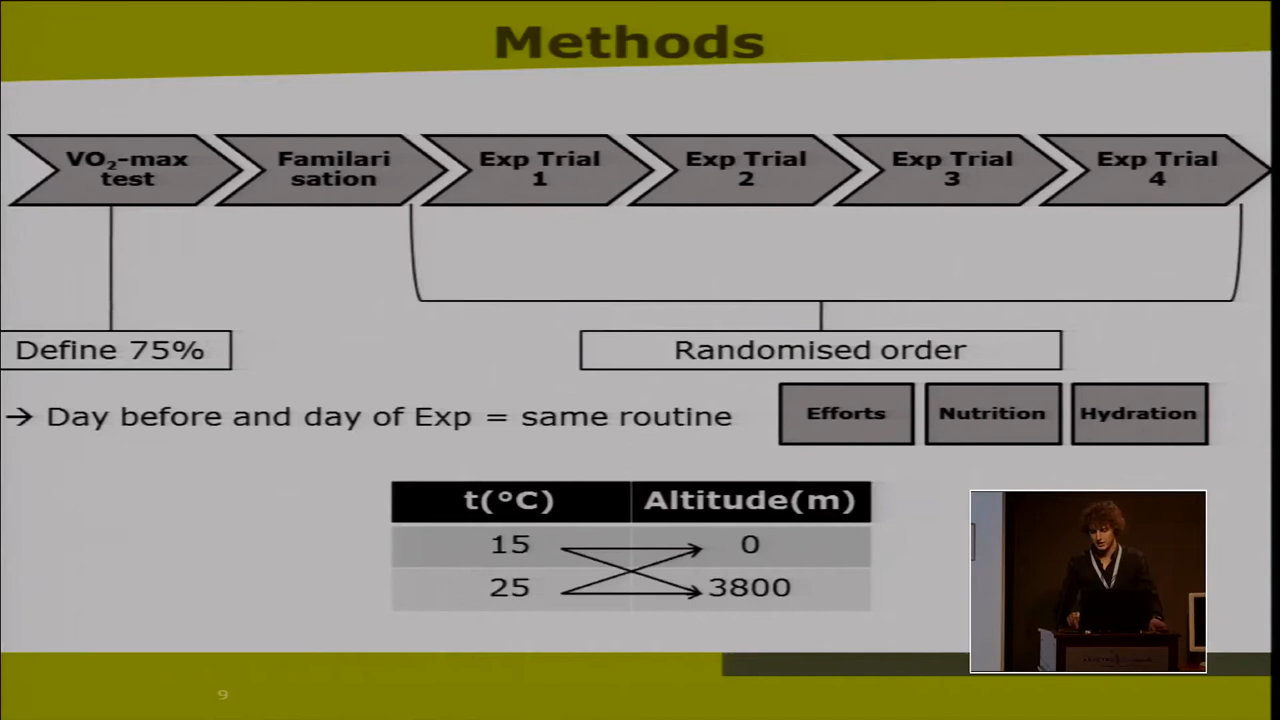 Methods
VO₂-max
test
Familari
sation
Exp Trial
1
Exp Trial
2
Exp Trial
3
Exp Trial
4
Define 75%
Randomised order
→ Day before and day of Exp = same routine
Efforts
Nutrition
Hydration
t(°C) Altitude(m)
15 0
25 3800
9